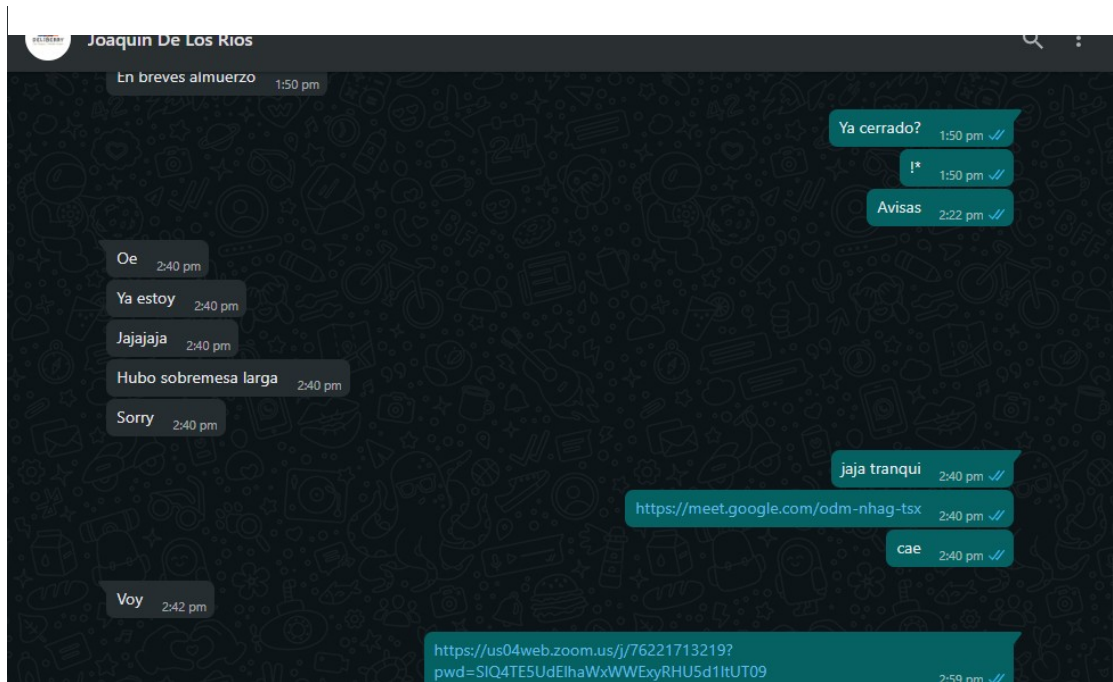 DELIBERRY
Joaquin De Los Rios
En breves almuerzo 1:50 pm
Ya cerrado? 1:50 pm
!* 1:50 pm
Avisas 2:22 pm
Oe 2:40 pm
Ya estoy 2:40 pm
Jajajaja 2:40 pm
Hubo sobremesa larga 2:40 pm
Sorry 2:40 pm
jaja tranqui 2:40 pm
https://meet.google.com/odm-nhag-tsx 2:40 pm
cae 2:40 pm
Voy 2:42 pm
https://us04web.zoom.us/j/76221713219?
pwd=SlQ4TE5UdElhaWxWWExyRHU5d1ltUT09 2:59 pm